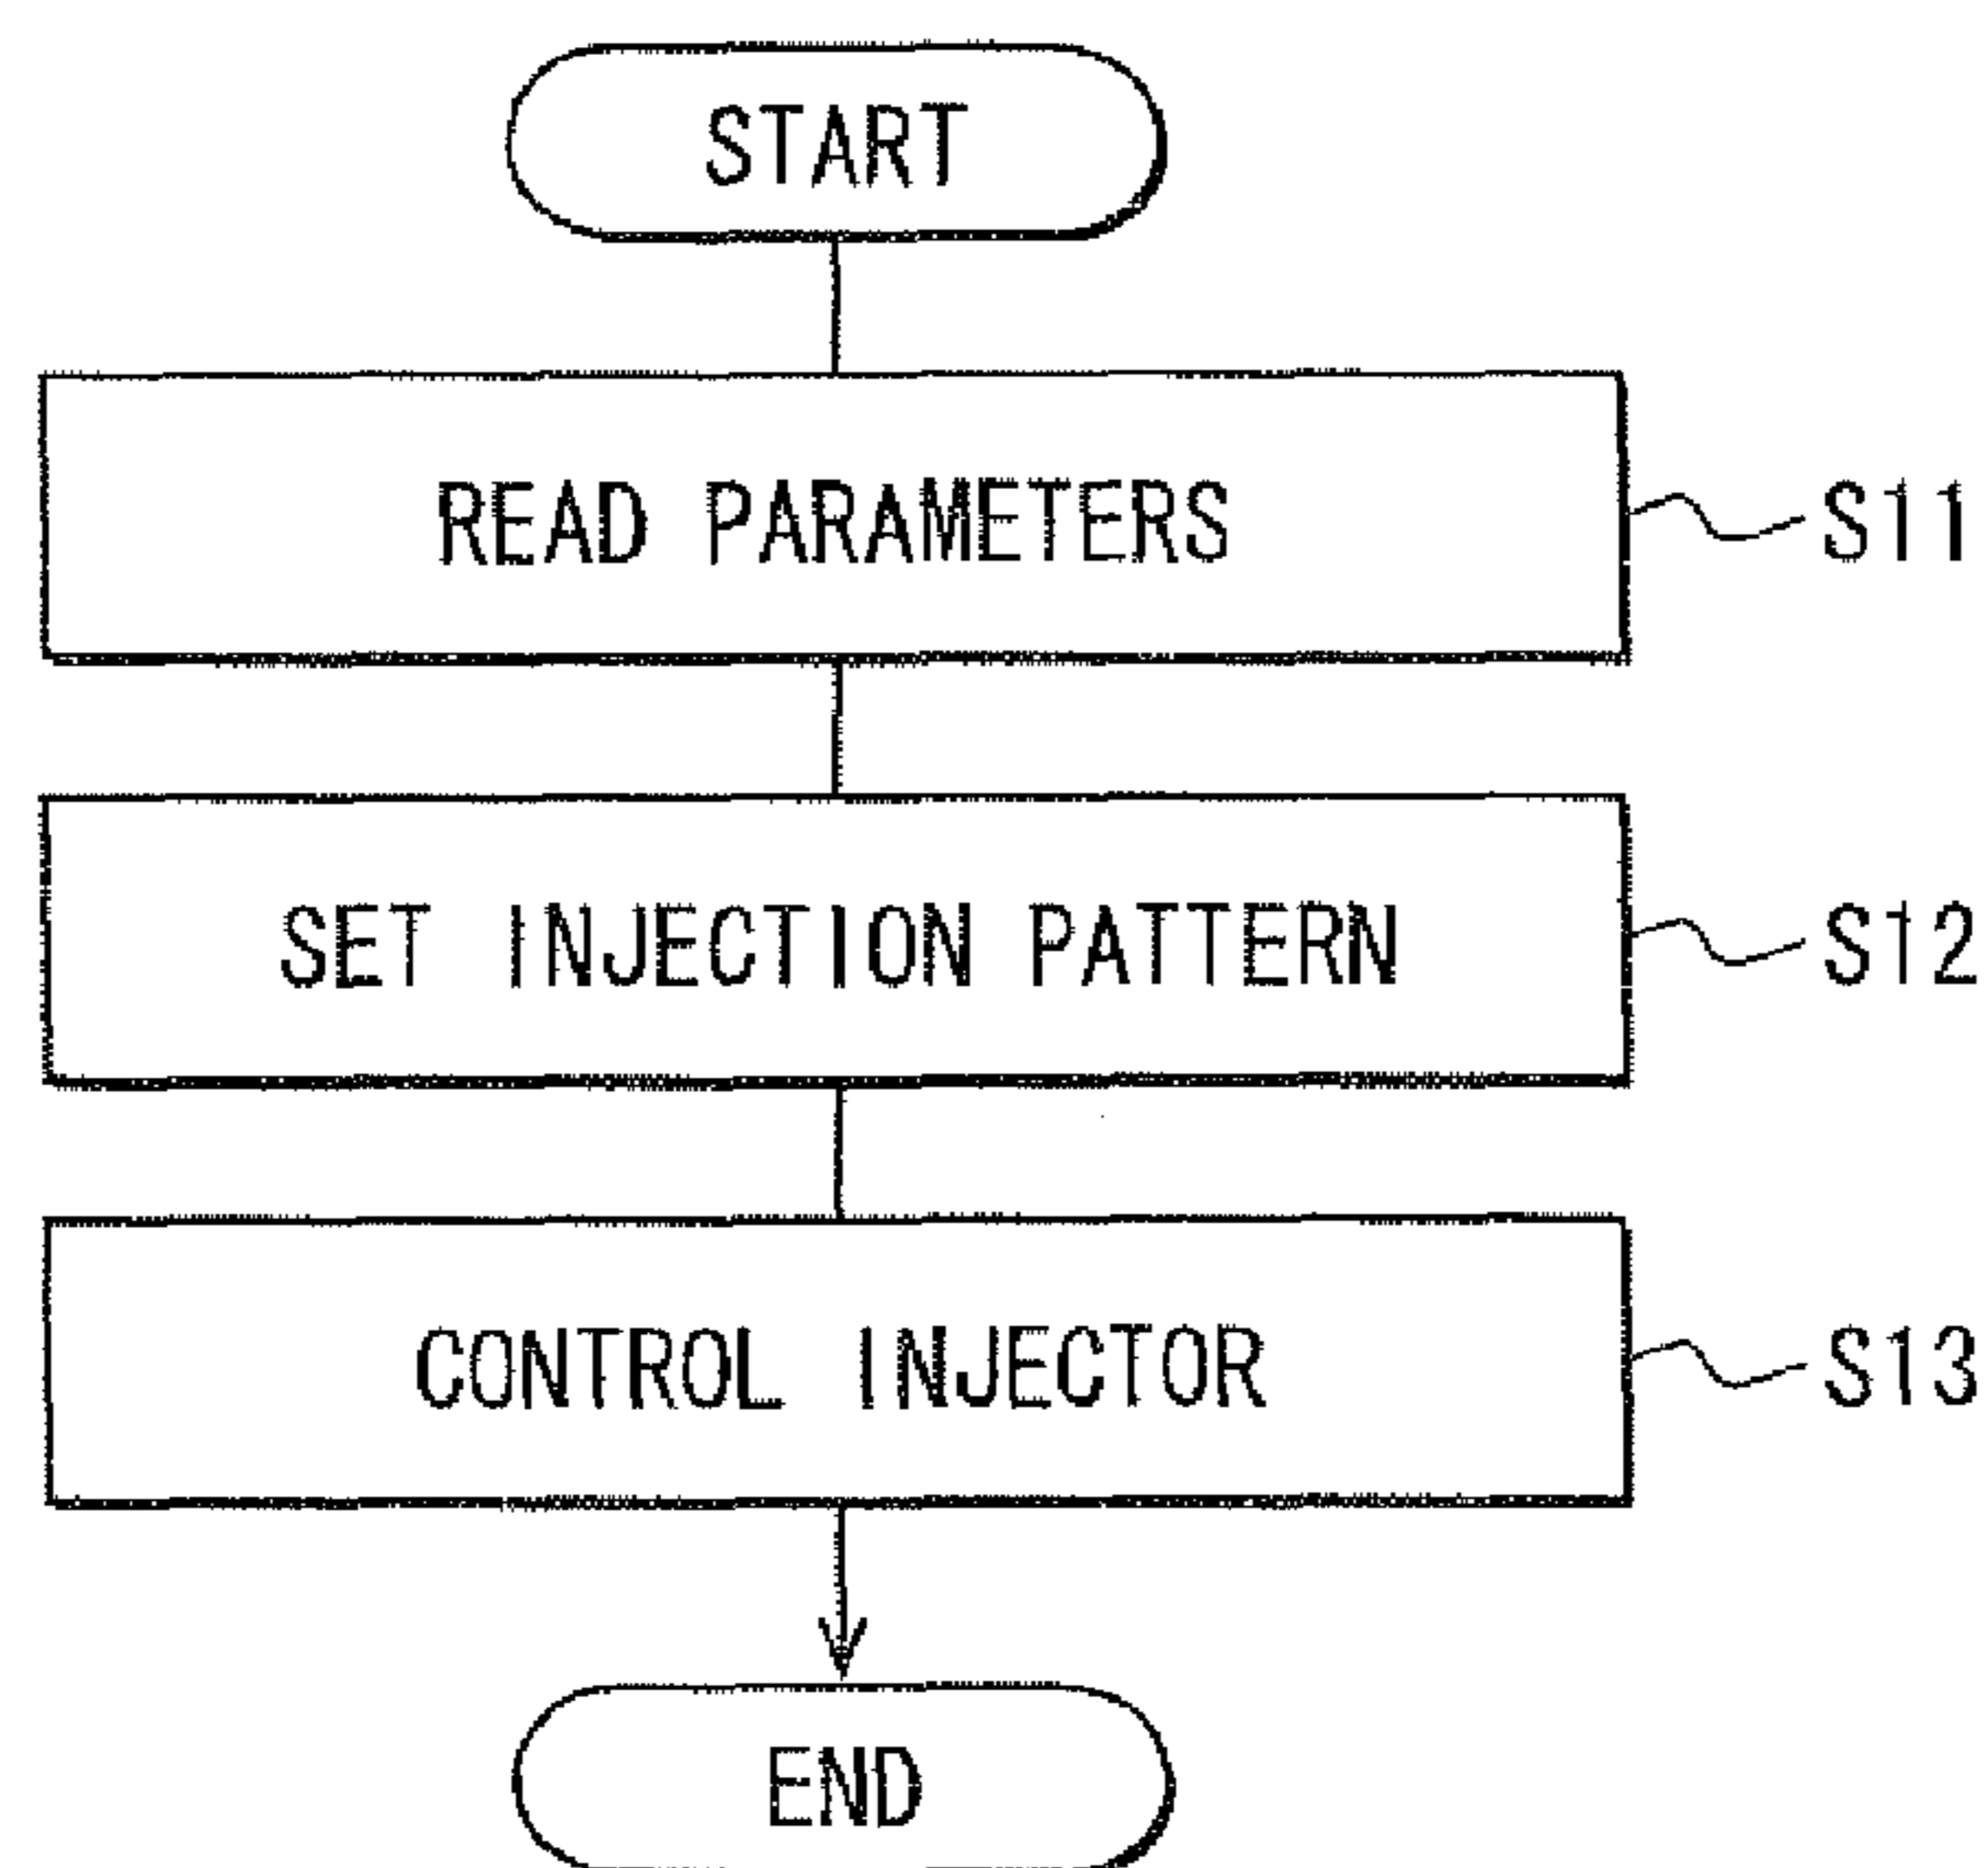 START
READ PARAMETERS S11
SET INJECTION PATTERN S12
CONTROL INJECTOR S13
END